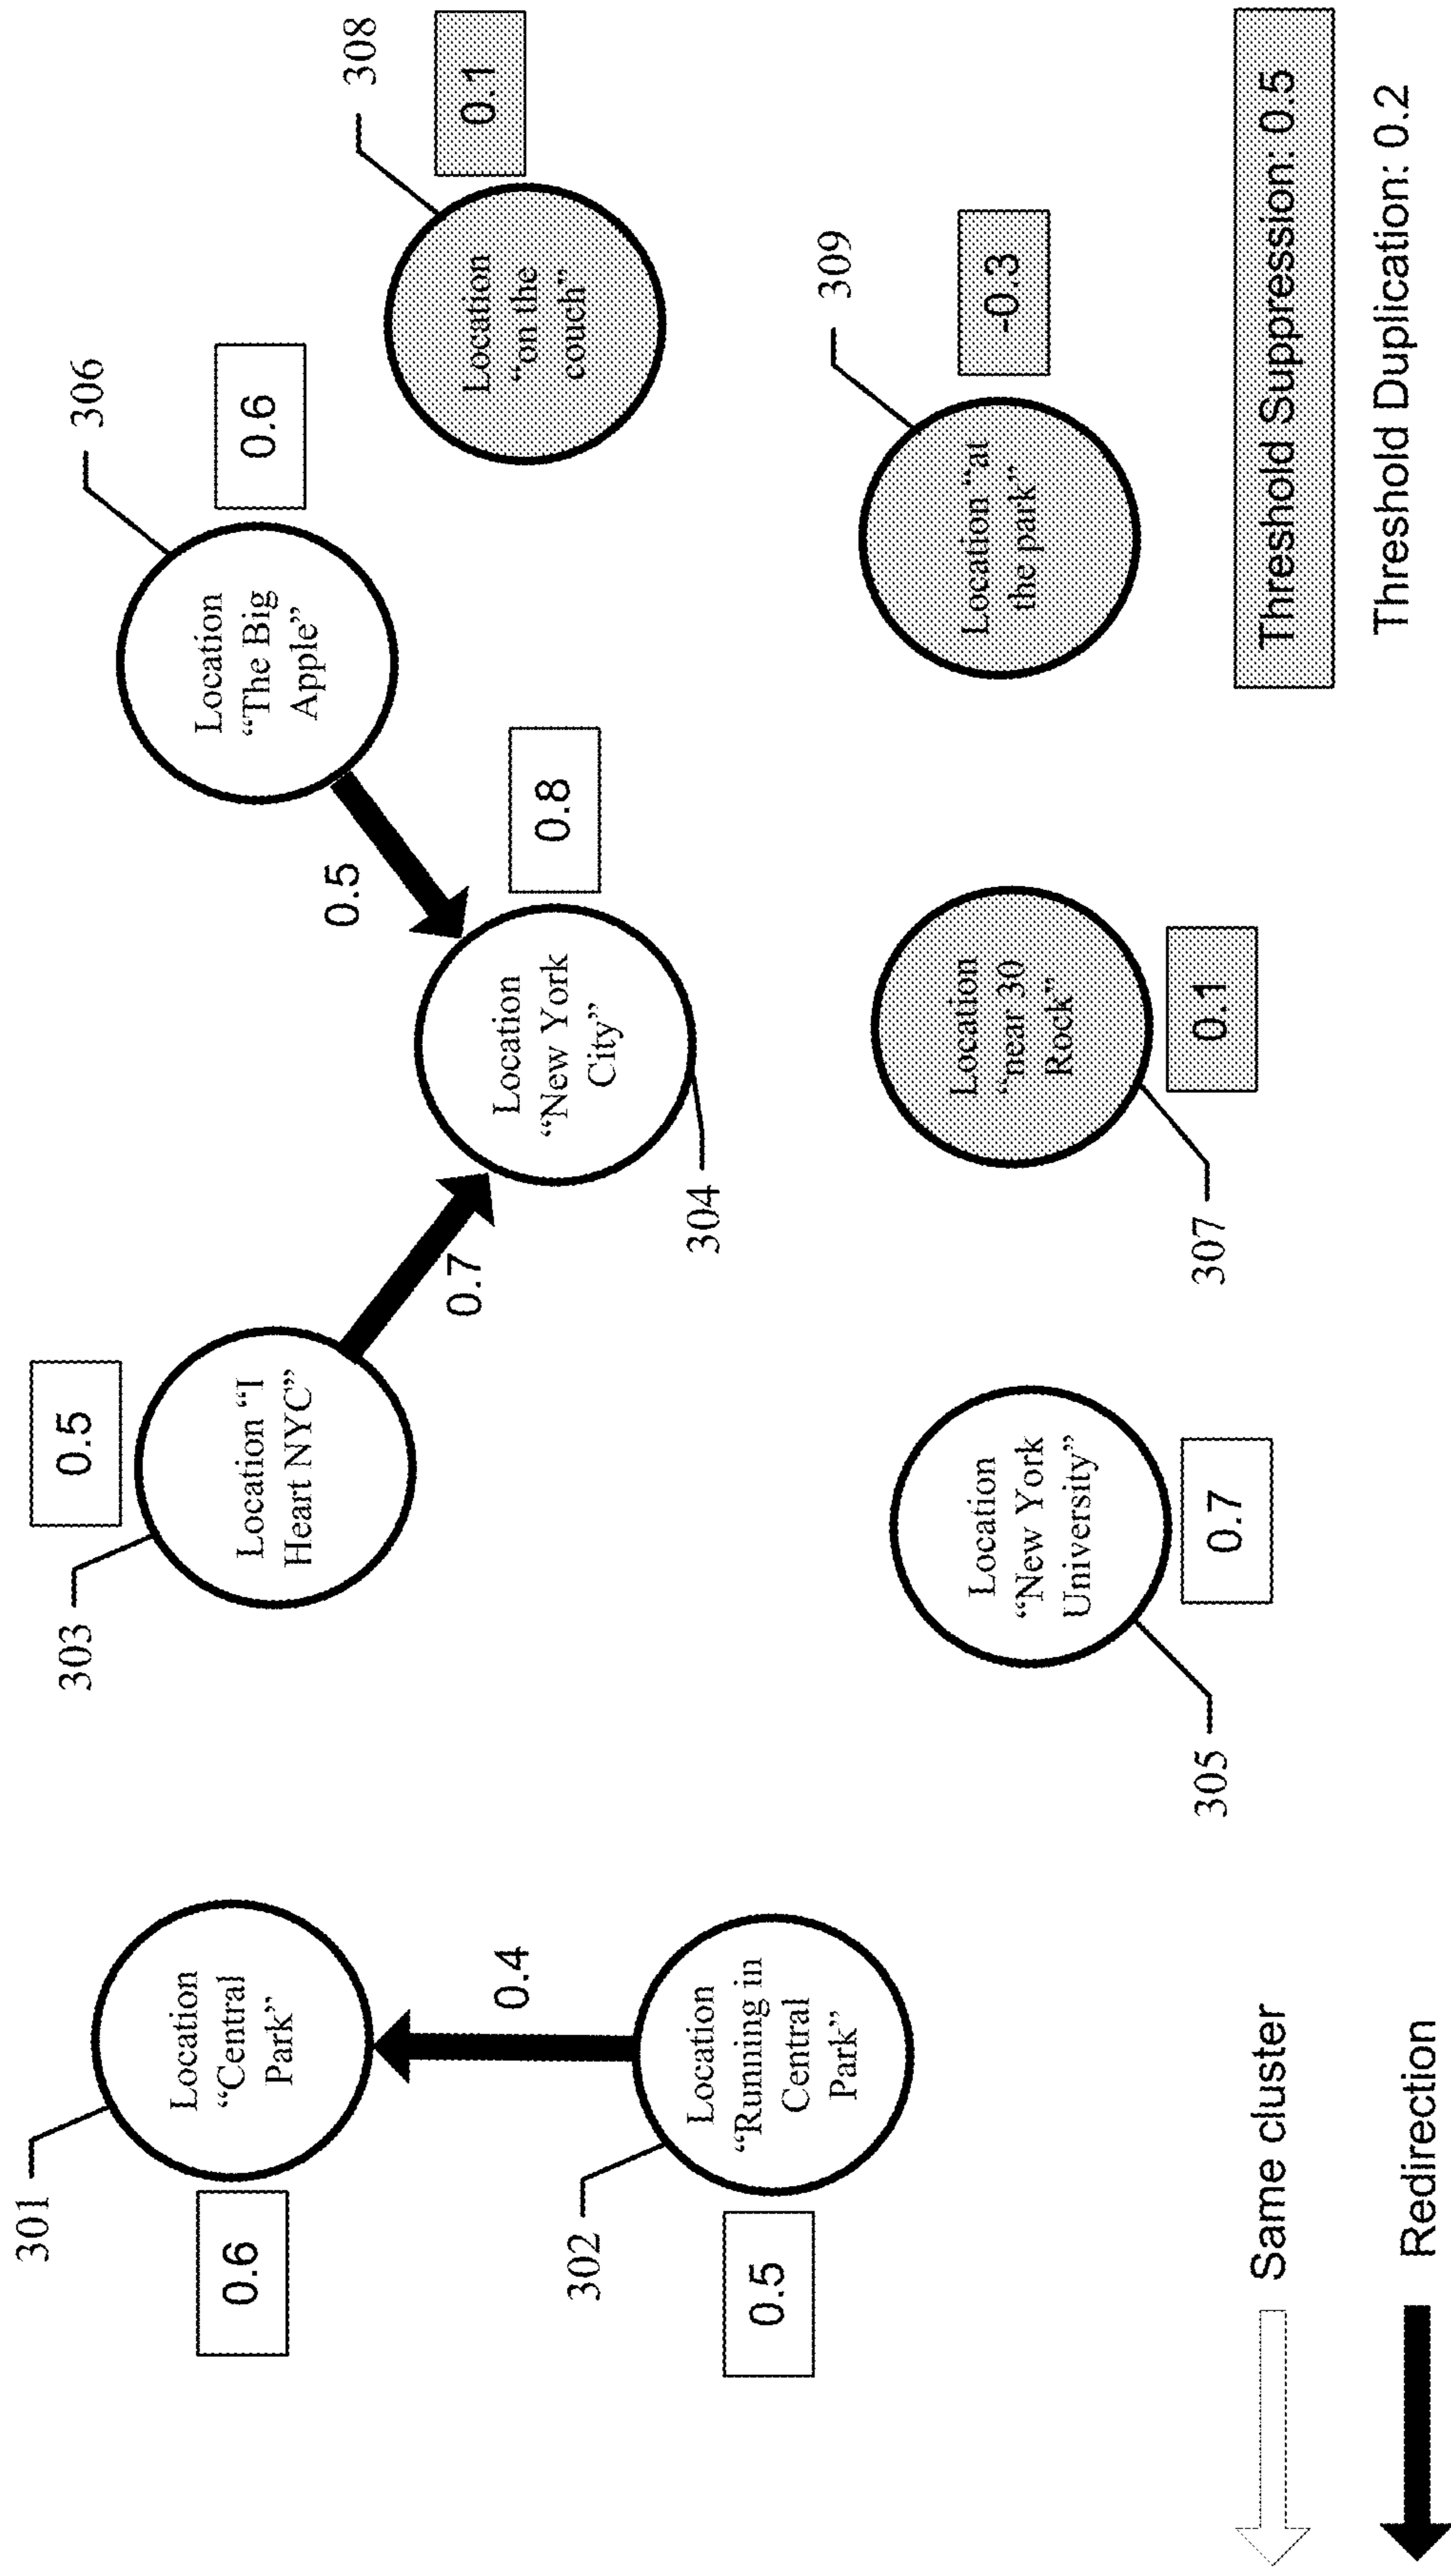 301
Location
“Central
Park”
0.6
0.4
302
Location
“Running in
Central
Park”
0.5
303
0.5
Location “I
Heart NYC”
0.7
304
Location
“New York
City”
0.8
0.5
306
Location
“The Big
Apple”
0.6
308
Location
“on the
couch”
0.1
305
Location
“New York
University”
0.7
307
Location
“near 30
Rock”
0.1
309
Location “at
the park”
-0.3
Same cluster
Redirection
Threshold Suppression: 0.5
Threshold Duplication: 0.2